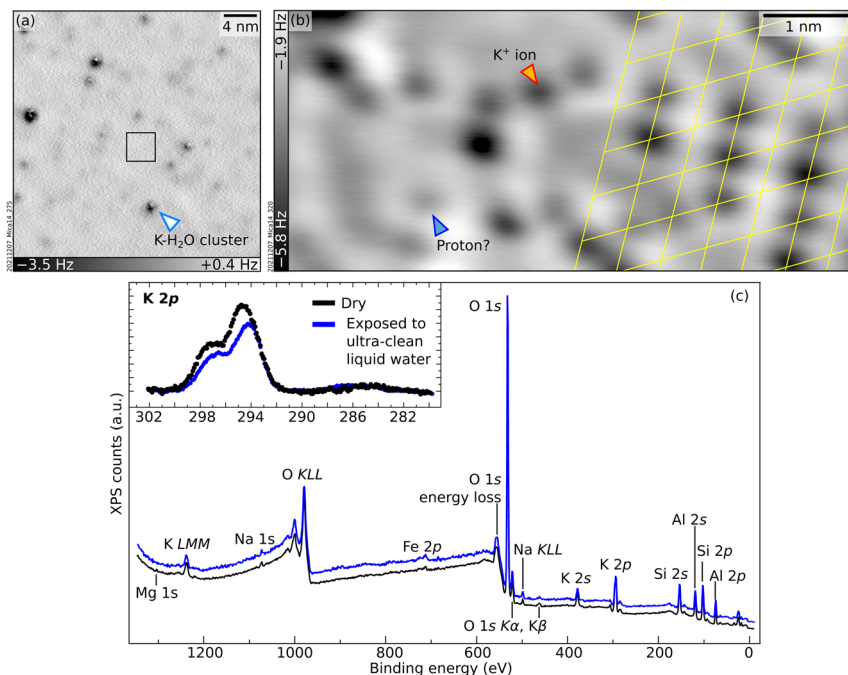 (a)
4 nm
K-H₂O cluster
−3.5 Hz
+0.4 Hz
20211207_Mica14_275
(b)
−1.9 Hz
−5.8 Hz
K⁺ ion
Proton?
1 nm
20211207_Mica14_320
(c)
K 2p
Dry
Exposed to
ultra-clean
liquid water
302 298 294 290 286 282
XPS counts (a.u.)
O 1s
O KLL
O 1s
energy loss
K LMM
Na 1s
Mg 1s
Fe 2p
Na KLL
K 2s
K 2p
Al 2s
Si 2p
Si 2s
Al 2p
O 1s Kα, Kβ
1200 1000 800 600 400 200 0
Binding energy (eV)